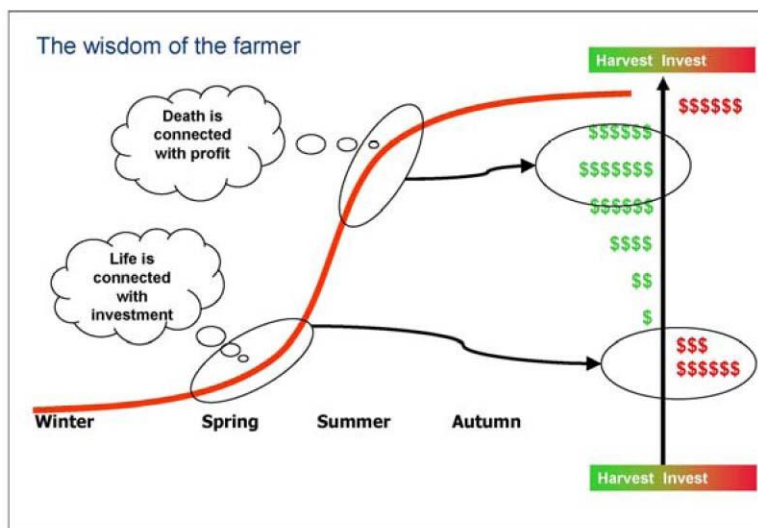 The wisdom of the farmer
Harvest Invest
Death is
connected
with profit
$$$$$$
$$$$$$
$$$$$$$
$$$$$$
$$$$
$$
$
Life is
connected
with
investment
$$$
$$$$$$
Winter Spring Summer Autumn
Harvest Invest